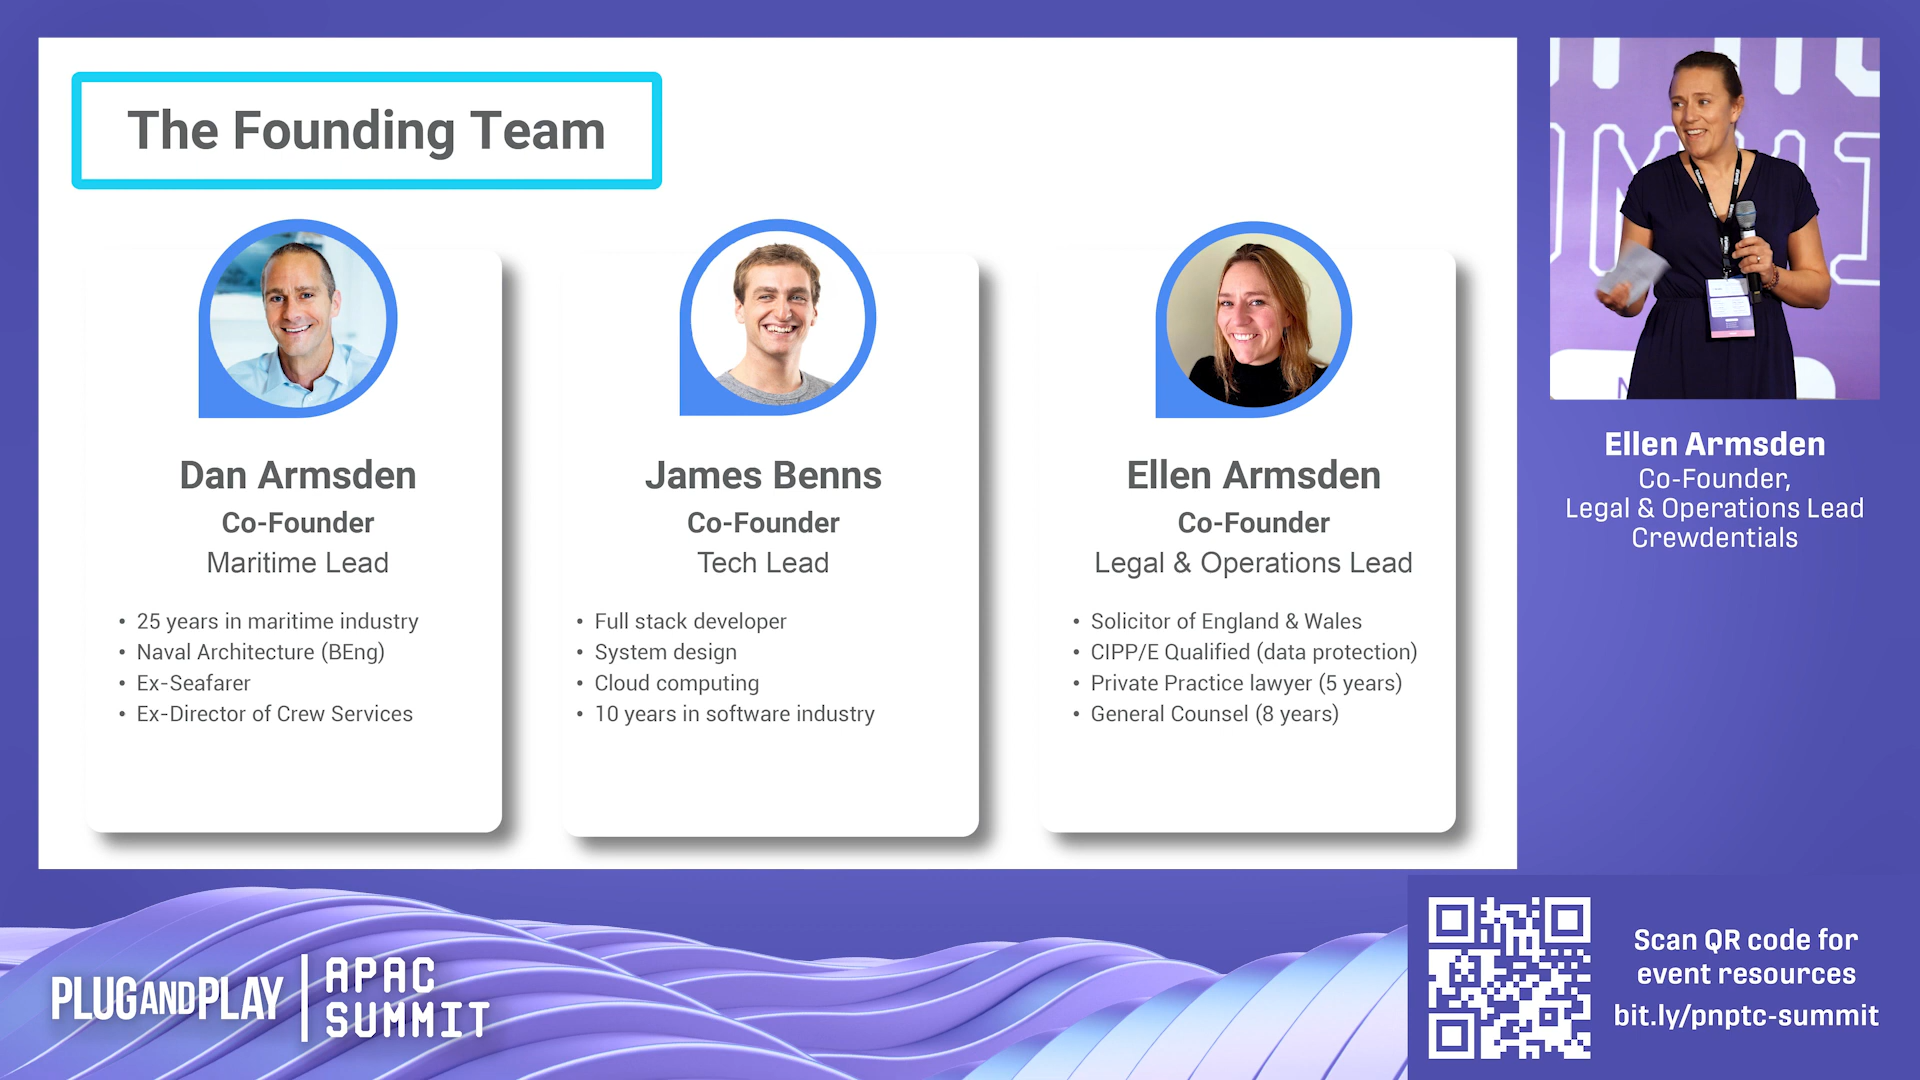 The Founding Team
Dan Armsden
Co-Founder
Maritime Lead
• 25 years in maritime industry
• Naval Architecture (BEng)
• Ex-Seafarer
• Ex-Director of Crew Services
James Benns
Co-Founder
Tech Lead
• Full stack developer
• System design
• Cloud computing
• 10 years in software industry
Ellen Armsden
Co-Founder
Legal & Operations Lead
• Solicitor of England & Wales
• CIPP/E Qualified (data protection)
• Private Practice lawyer (5 years)
• General Counsel (8 years)
Ellen Armsden
Co-Founder,
Legal & Operations Lead
Crewdentials
PLUG AND PLAY
APAC
SUMMIT
Scan QR code for
event resources
bit.ly/pnptc-summit